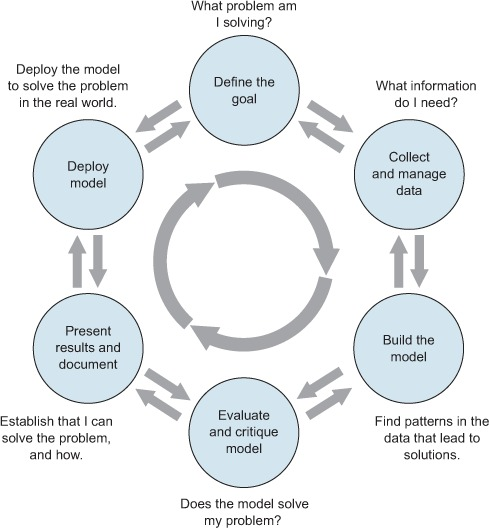 What problem am
I solving?
Define the
goal
What information
do I need?
Collect
and manage
data
Build the
model
Find patterns in the
data that lead to
solutions.
Evaluate
and critique
model
Does the model solve
my problem?
Present
results and
document
Establish that I can
solve the problem,
and how.
Deploy
model
Deploy the model
to solve the problem
in the real world.